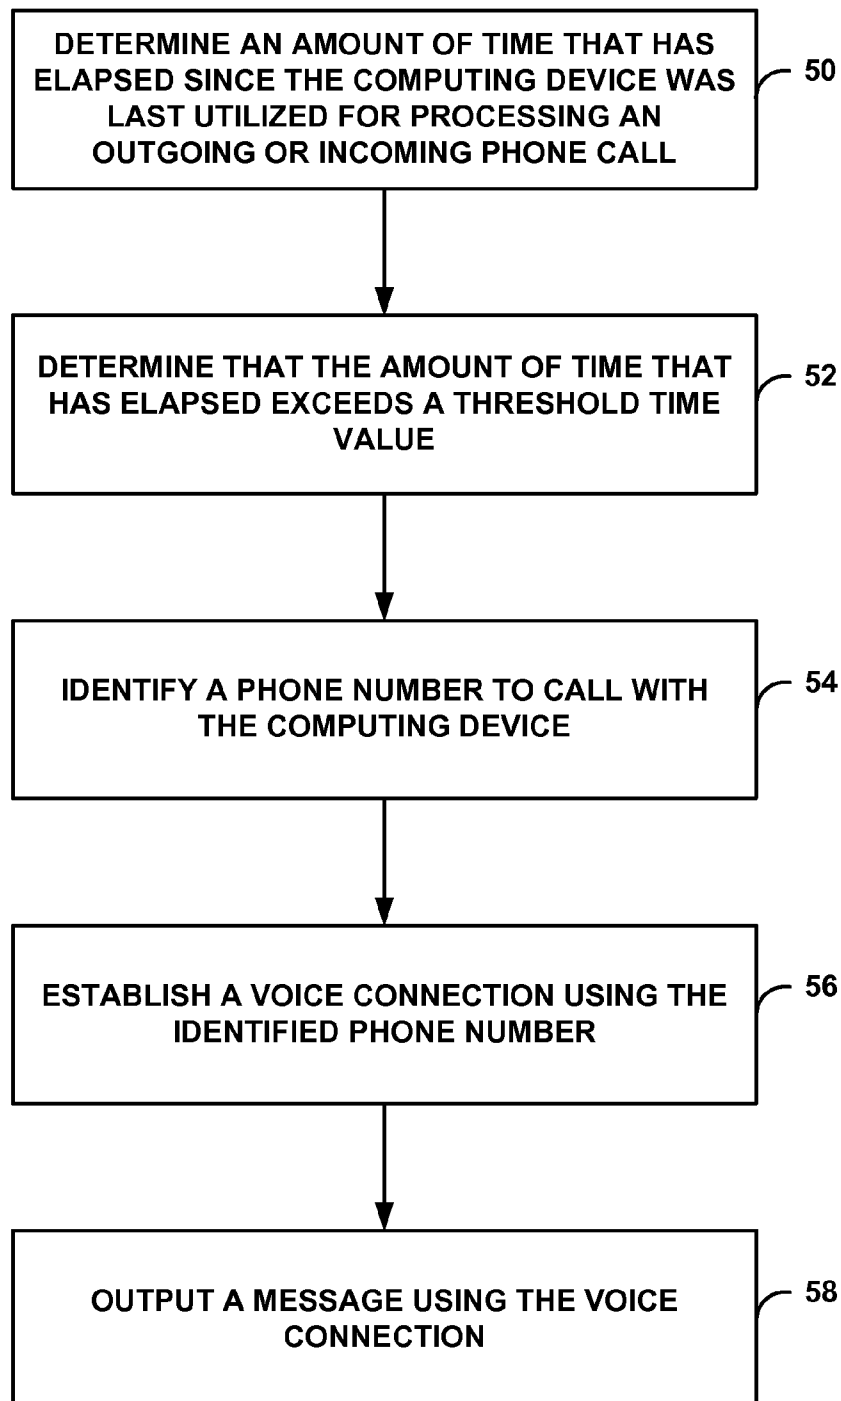 DETERMINE AN AMOUNT OF TIME THAT HAS
ELAPSED SINCE THE COMPUTING DEVICE WAS
LAST UTILIZED FOR PROCESSING AN
OUTGOING OR INCOMING PHONE CALL
50
DETERMINE THAT THE AMOUNT OF TIME THAT
HAS ELAPSED EXCEEDS A THRESHOLD TIME
VALUE
52
IDENTIFY A PHONE NUMBER TO CALL WITH
THE COMPUTING DEVICE
54
ESTABLISH A VOICE CONNECTION USING THE
IDENTIFIED PHONE NUMBER
56
OUTPUT A MESSAGE USING THE VOICE
CONNECTION
58